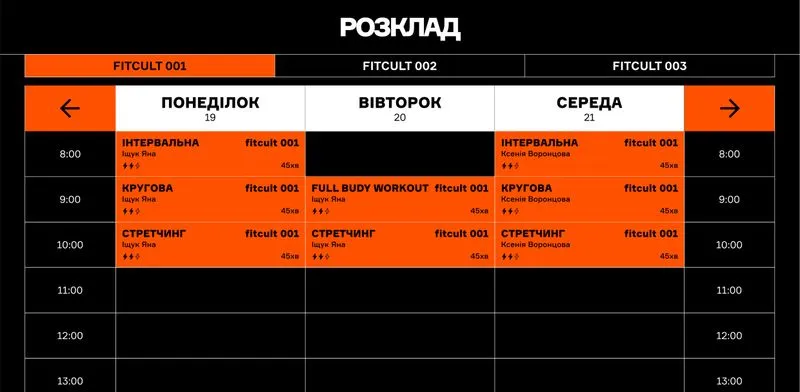 РОЗКЛАД
FITCULT 001 FITCULT 002 FITCULT 003
ПОНЕДІЛОК ВІВТОРОК СЕРЕДА
19 20 21
8:00 ІНТЕРВАЛЬНА fitcult 001 ІНТЕРВАЛЬНА fitcult 001 8:00
Іщук Яна Ксенія Воронцова
45хв 45хв
9:00 КРУГОВА fitcult 001 FULL BUDY WORKOUT fitcult 001 КРУГОВА fitcult 001 9:00
Іщук Яна Іщук Яна Ксенія Воронцова
45хв 45хв 45хв
10:00 СТРЕТЧИНГ fitcult 001 СТРЕТЧИНГ fitcult 001 СТРЕТЧИНГ fitcult 001 10:00
Іщук Яна Іщук Яна Ксенія Воронцова
45хв 45хв 45хв
11:00 11:00
12:00 12:00
13:00 13:00